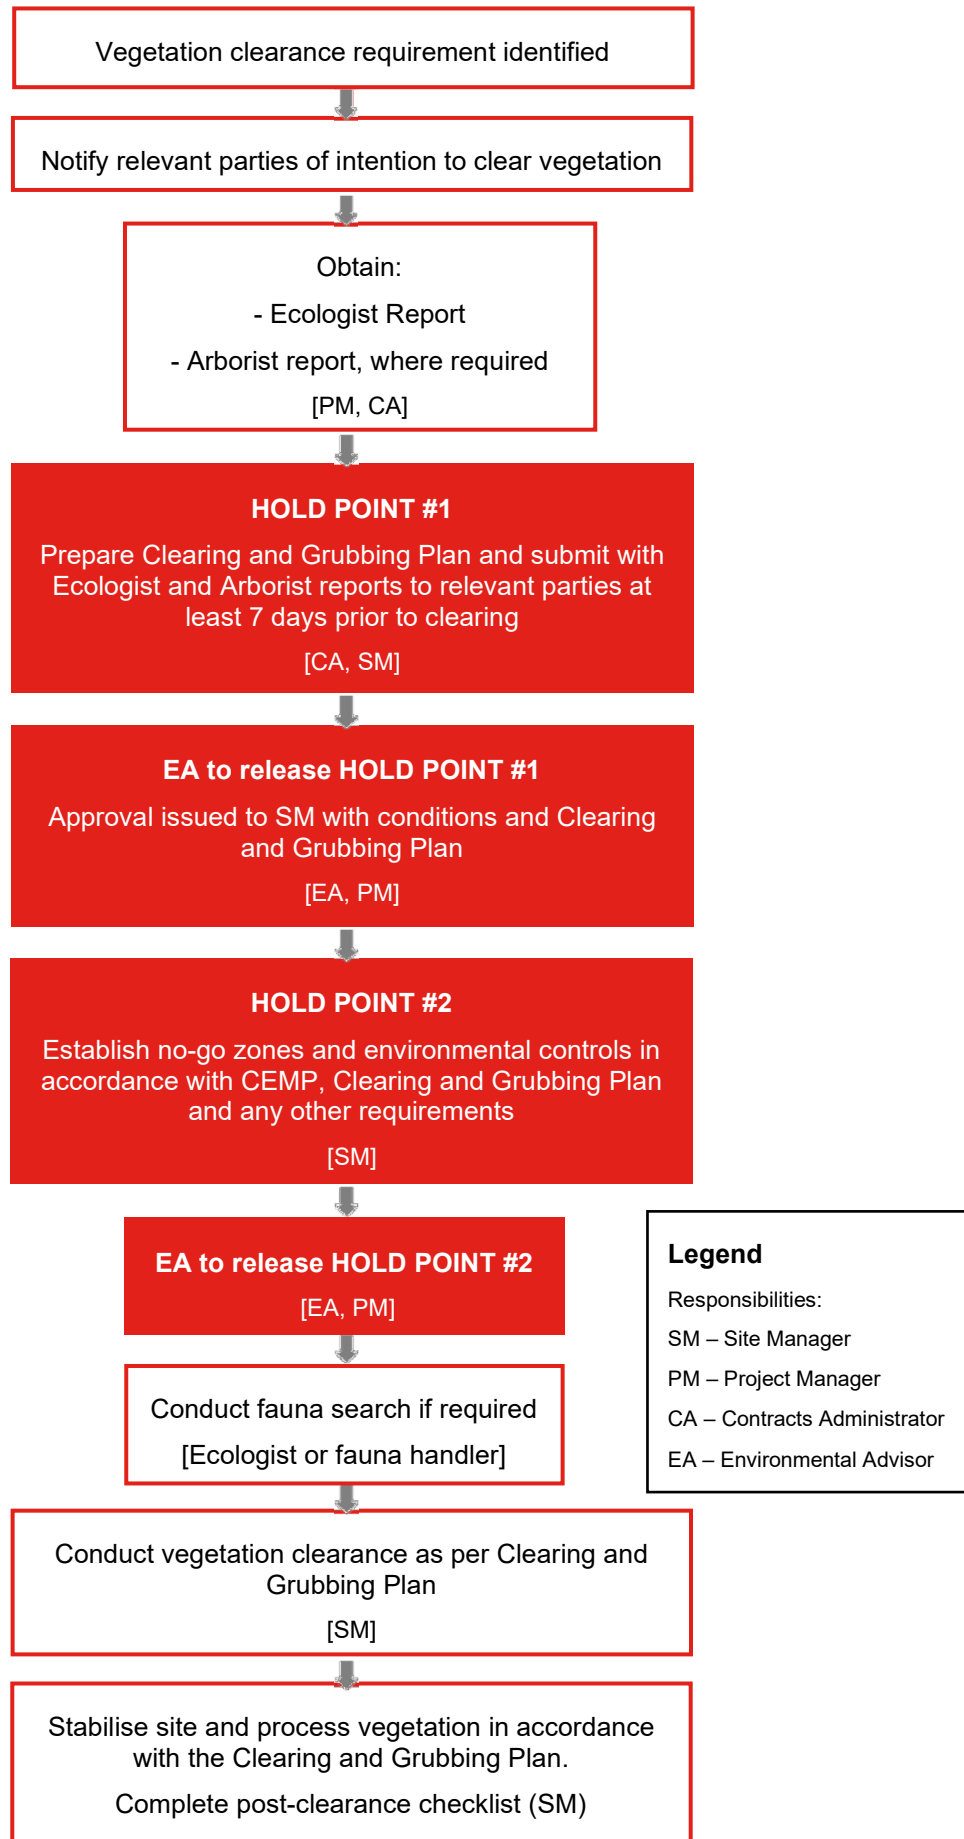 Vegetation clearance requirement identified
Notify relevant parties of intention to clear vegetation
Obtain:
- Ecologist Report
- Arborist report, where required
[PM, CA]
HOLD POINT #1
Prepare Clearing and Grubbing Plan and submit with
Ecologist and Arborist reports to relevant parties at
least 7 days prior to clearing
[CA, SM]
EA to release HOLD POINT #1
Approval issued to SM with conditions and Clearing
and Grubbing Plan
[EA, PM]
HOLD POINT #2
Establish no-go zones and environmental controls in
accordance with CEMP, Clearing and Grubbing Plan
and any other requirements
[SM]
EA to release HOLD POINT #2
[EA, PM]
Conduct fauna search if required
[Ecologist or fauna handler]
Conduct vegetation clearance as per Clearing and
Grubbing Plan
[SM]
Stabilise site and process vegetation in accordance
with the Clearing and Grubbing Plan.
Complete post-clearance checklist (SM)
Legend
Responsibilities:
SM – Site Manager
PM – Project Manager
CA – Contracts Administrator
EA – Environmental Advisor